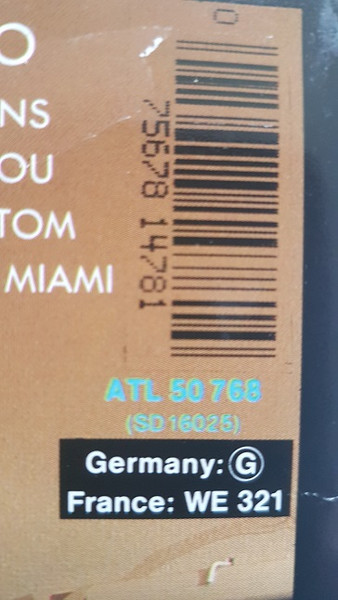 O
NS
OU
TOM
MIAMI
0
75678 14781
ATL 50 768
(SD 16025)
Germany: G
France: WE 321